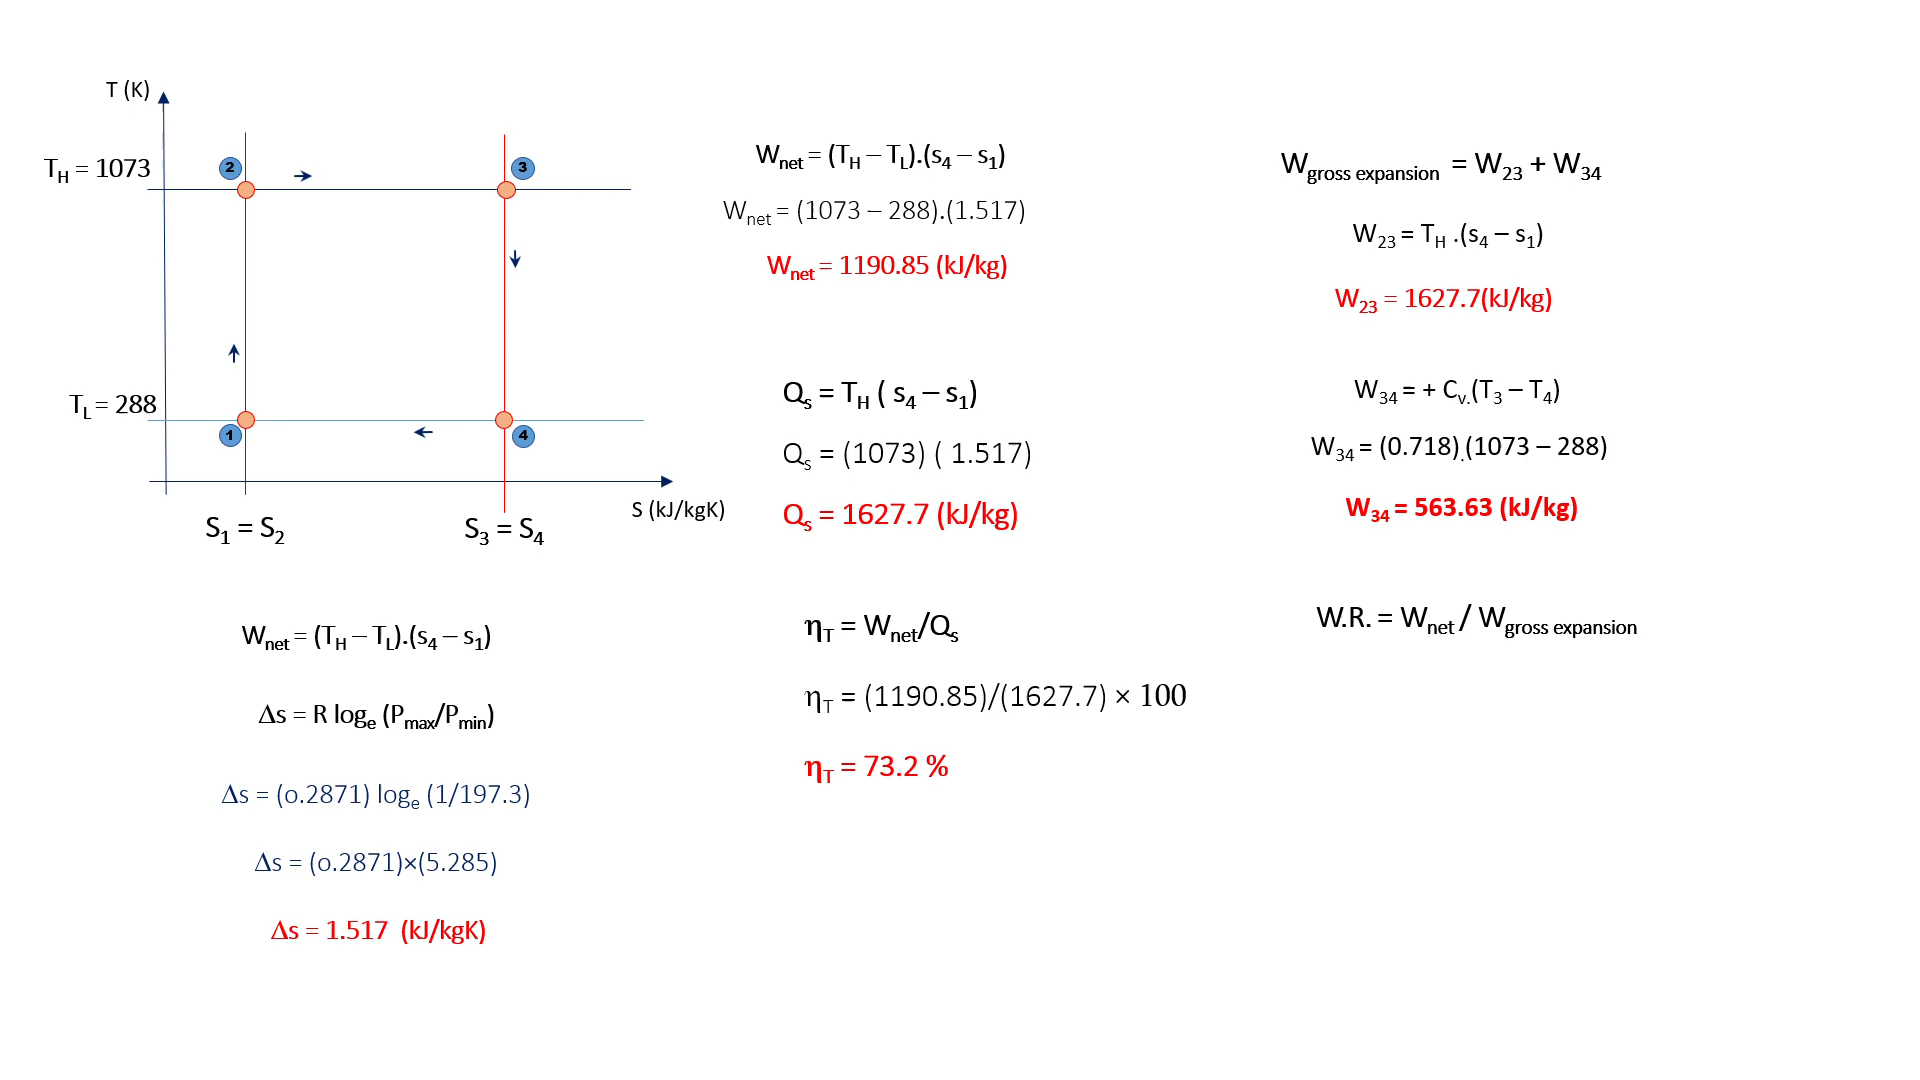 T (K)
T_H = 1073
2
3
T_L = 288
1
4
S (kJ/kgK)
S_1 = S_2
S_3 = S_4
W_net = (T_H – T_L).(s_4 – s_1)
Δs = R log_e (P_max/P_min)
Δs = (o.2871) log_e (1/197.3)
Δs = (o.2871)×(5.285)
Δs = 1.517 (kJ/kgK)
W_net = (T_H – T_L).(s_4 – s_1)
W_net = (1073 – 288).(1.517)
W_net = 1190.85 (kJ/kg)
Q_s = T_H ( s_4 – s_1)
Q_s = (1073) ( 1.517)
Q_s = 1627.7 (kJ/kg)
η_T = W_net/Q_s
η_T = (1190.85)/(1627.7) × 100
η_T = 73.2 %
W_gross expansion = W_23 + W_34
W_23 = T_H .(s_4 – s_1)
W_23 = 1627.7(kJ/kg)
W_34 = + C_v.(T_3 – T_4)
W_34 = (0.718).(1073 – 288)
W_34 = 563.63 (kJ/kg)
W.R. = W_net / W_gross expansion